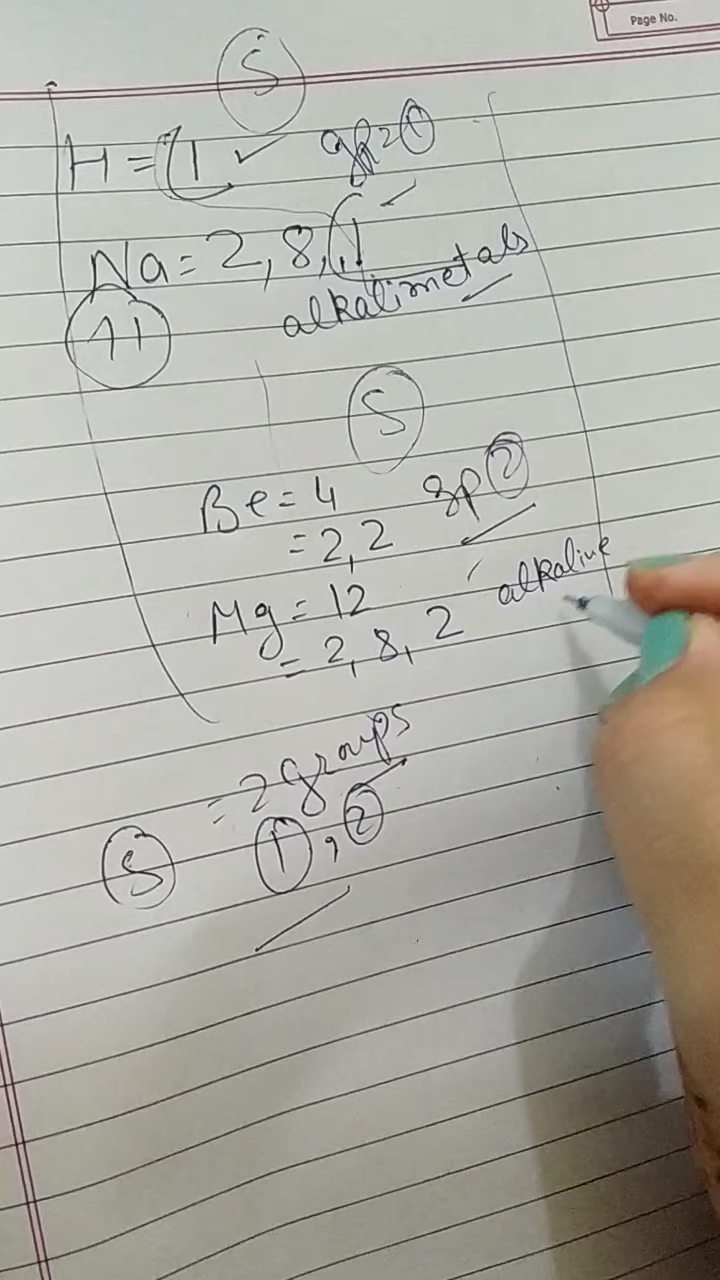 Page No.
S
H = 1 gp = 1
Na = 2, 8, 1
11 alkalimetals
S
Be = 4 gp 2
= 2, 2
Mg = 12 alkaline
= 2, 8, 2
= 2 groups
S 1, 2